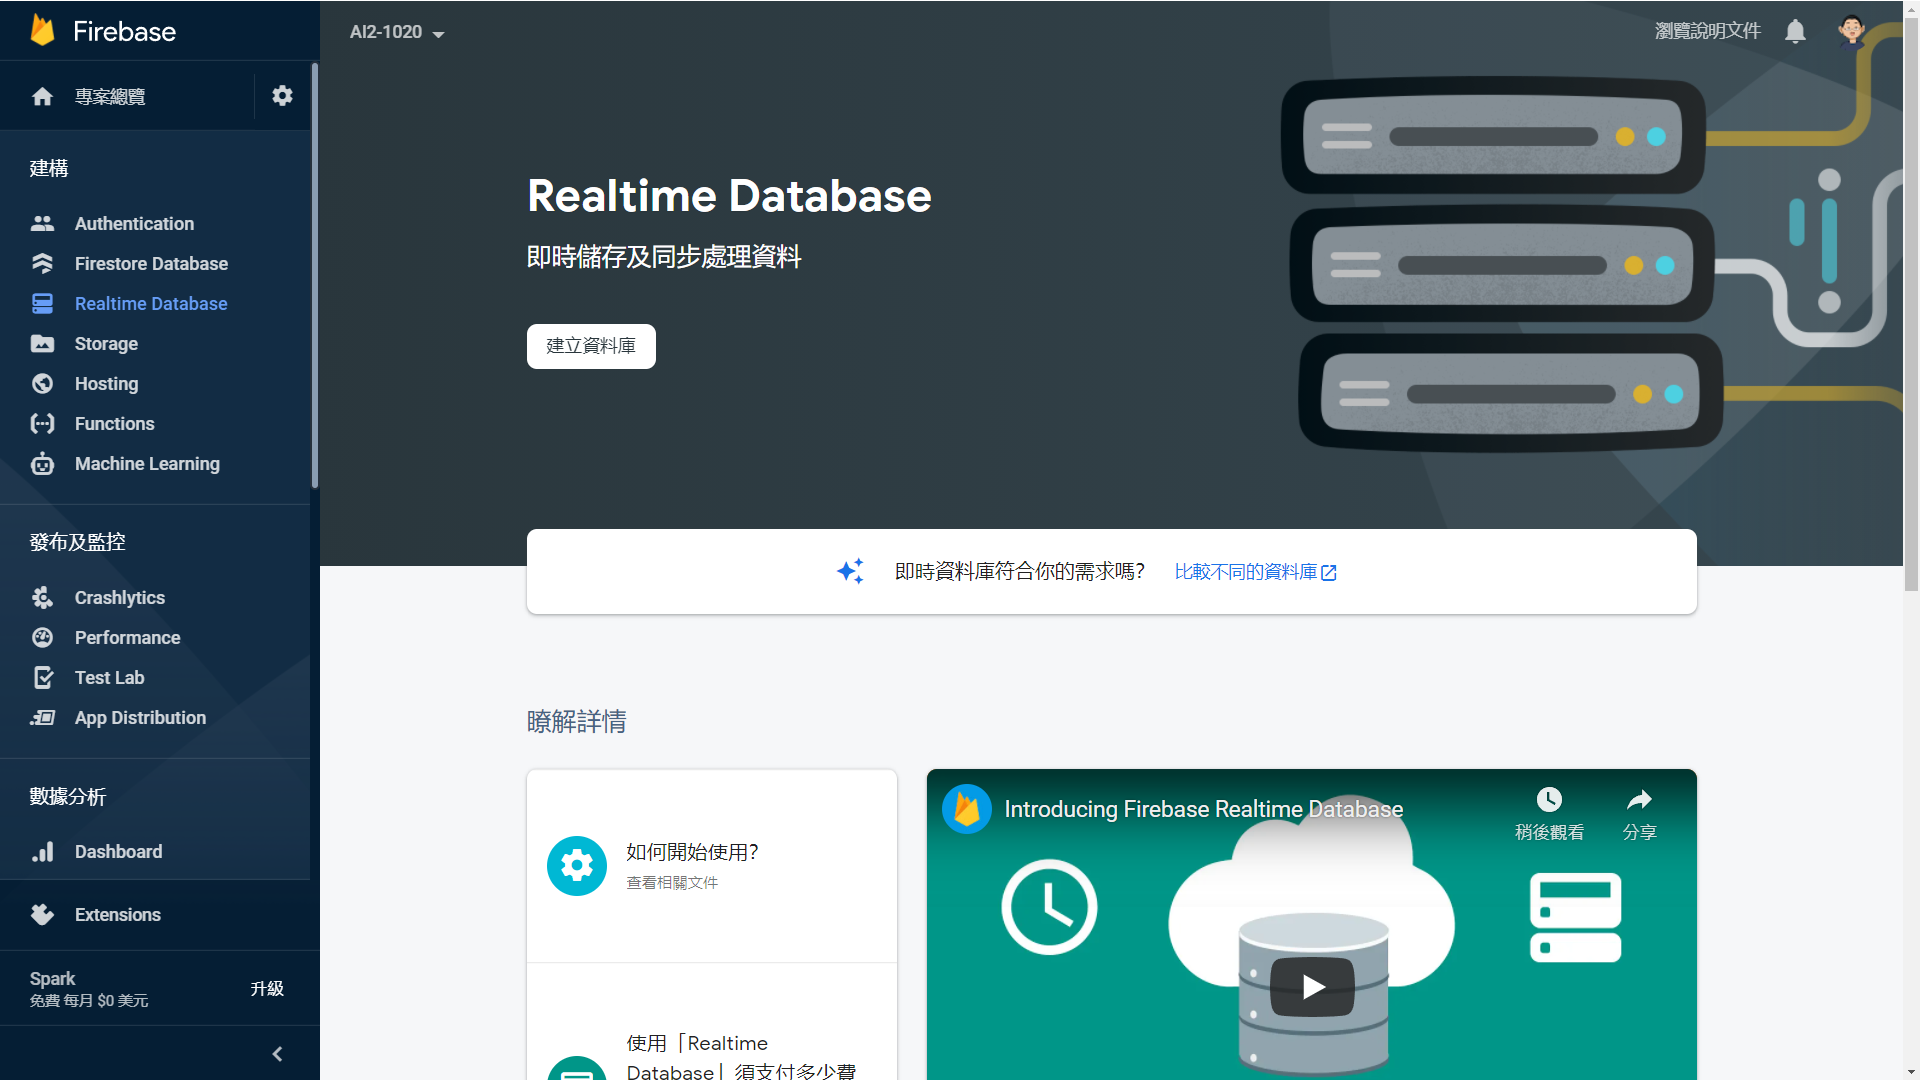 Firebase
專案總覽
建構
Authentication
Firestore Database
Realtime Database
Storage
Hosting
Functions
Machine Learning
發布及監控
Crashlytics
Performance
Test Lab
App Distribution
數據分析
Dashboard
Extensions
Spark
免費 每月 $0 美元
升級
AI2-1020
瀏覽說明文件
Realtime Database
即時儲存及同步處理資料
建立資料庫
即時資料庫符合你的需求嗎?
比較不同的資料庫
瞭解詳情
如何開始使用?
查看相關文件
使用「Realtime
Database」須支付多少費
Introducing Firebase Realtime Database
稍後觀看
分享